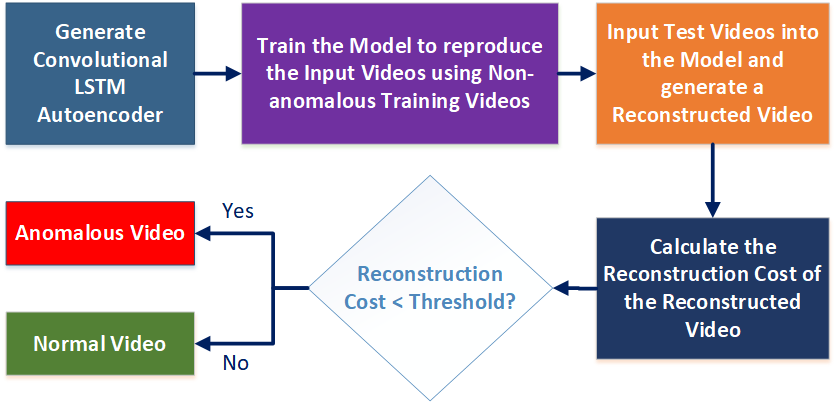 Generate
Convolutional
LSTM
Autoencoder
Train the Model to reproduce
the Input Videos using Non-
anomalous Training Videos
Input Test Videos into
the Model and
generate a
Reconstructed Video
Calculate the
Reconstruction Cost of
the Reconstructed
Video
Reconstruction
Cost < Threshold?
Yes
Anomalous Video
No
Normal Video